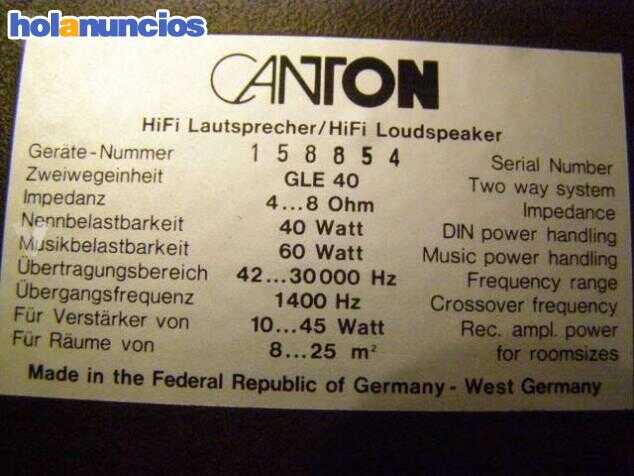 holanuncios
CANTON
HiFi Lautsprecher/HiFi Loudspeaker
Geräte-Nummer 158854 Serial Number
Zweiwegeinheit GLE 40 Two way system
Impedanz 4...8 Ohm Impedance
Nennbelastbarkeit 40 Watt DIN power handling
Musikbelastbarkeit 60 Watt Music power handling
Übertragungsbereich 42...30000 Hz Frequency range
Übergangsfrequenz 1400 Hz Crossover frequency
Für Verstärker von 10...45 Watt Rec. ampl. power
Für Räume von 8...25 m² for roomsizes
Made in the Federal Republic of Germany - West Germany